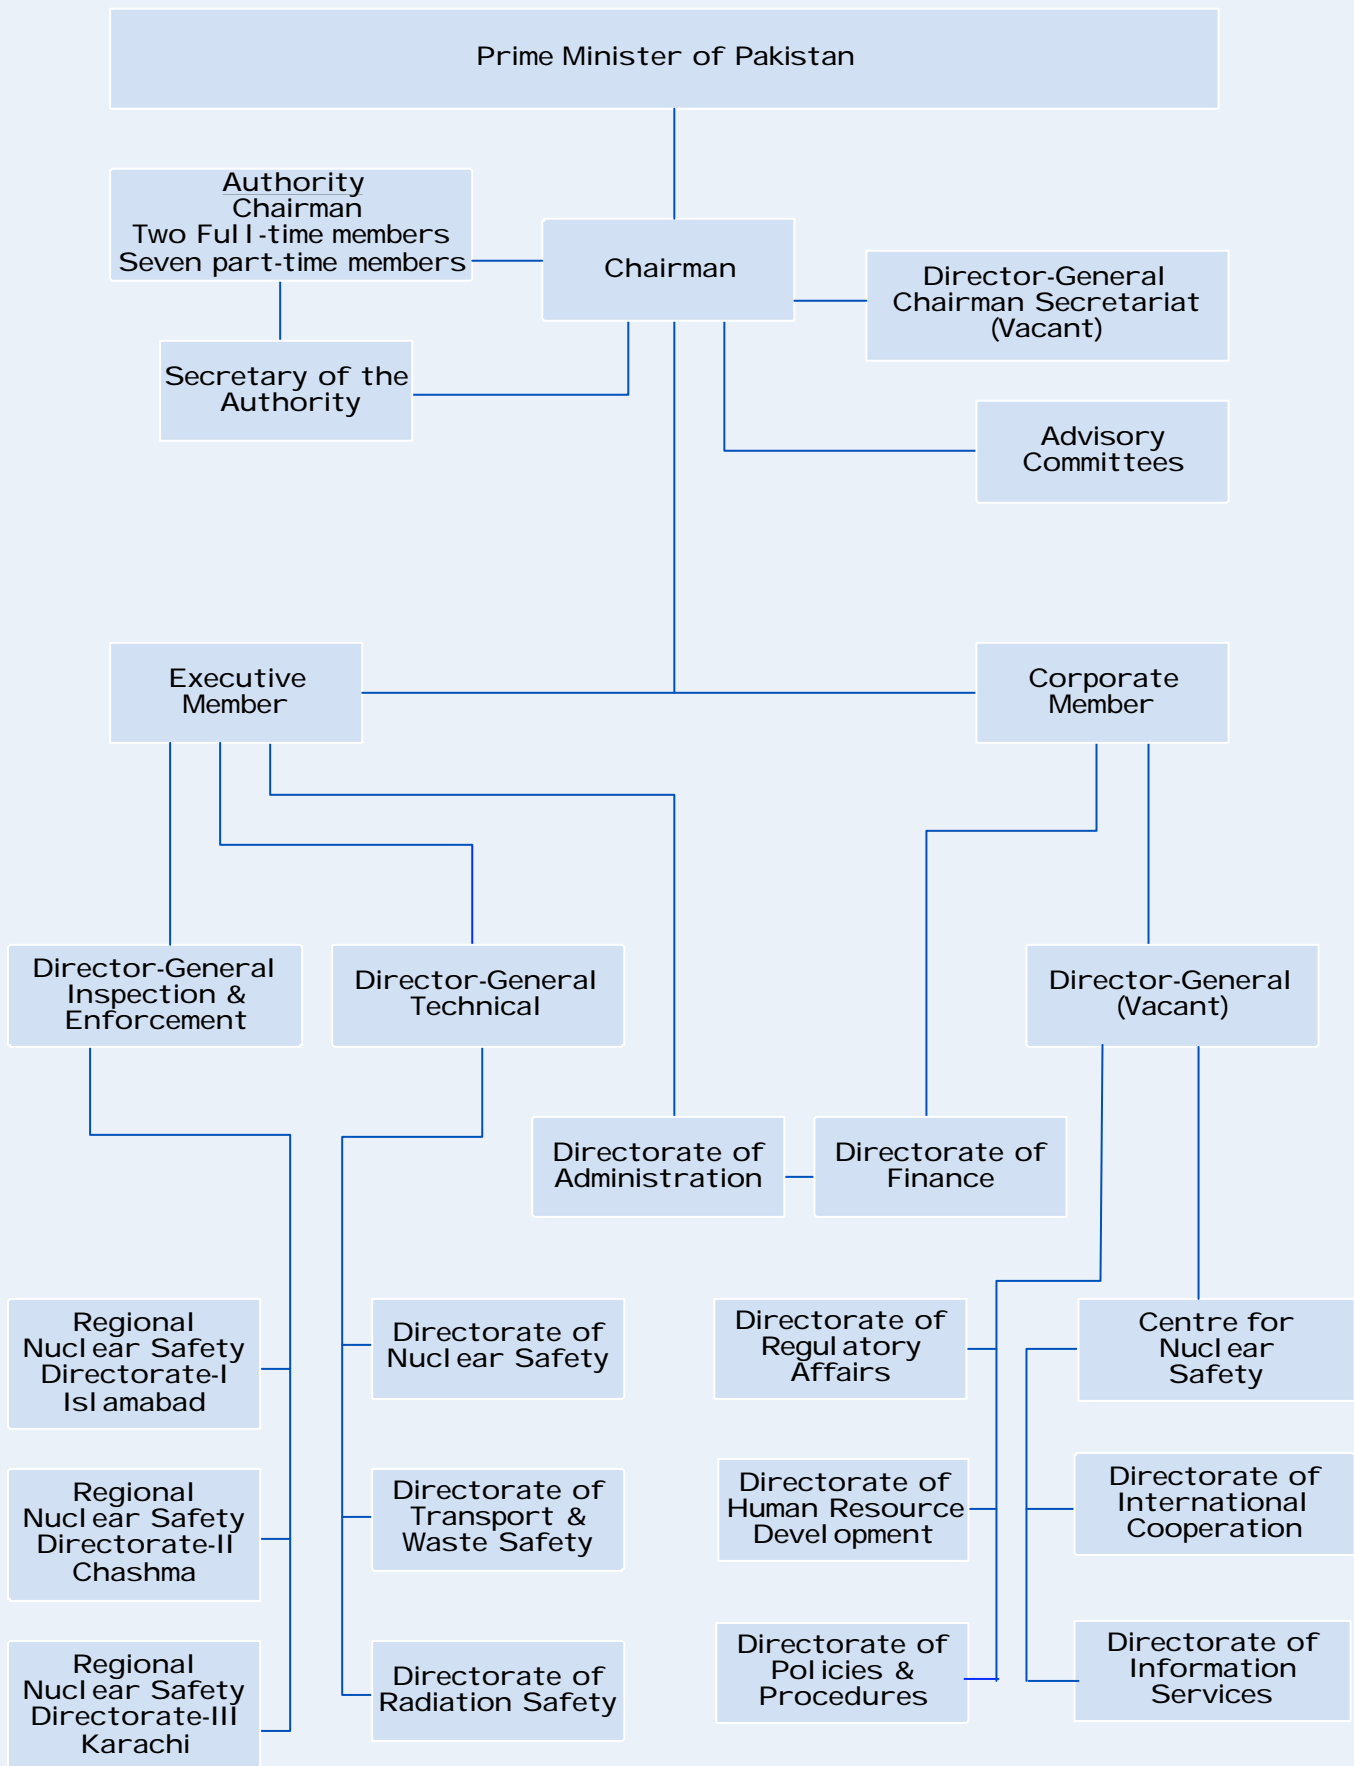 Prime Minister of Pakistan
Authority
Chairman
Two Full-time members
Seven part-time members
Chairman
Director-General
Chairman Secretariat
(Vacant)
Secretary of the
Authority
Advisory
Committees
Executive
Member
Corporate
Member
Director-General
Inspection &
Enforcement
Director-General
Technical
Director-General
(Vacant)
Directorate of
Administration
Directorate of
Finance
Regional
Nuclear Safety
Directorate-I
Islamabad
Directorate of
Nuclear Safety
Directorate of
Regulatory
Affairs
Centre for
Nuclear
Safety
Regional
Nuclear Safety
Directorate-II
Chashma
Directorate of
Transport &
Waste Safety
Directorate of
Human Resource
Development
Directorate of
International
Cooperation
Regional
Nuclear Safety
Directorate-III
Karachi
Directorate of
Radiation Safety
Directorate of
Policies &
Procedures
Directorate of
Information
Services